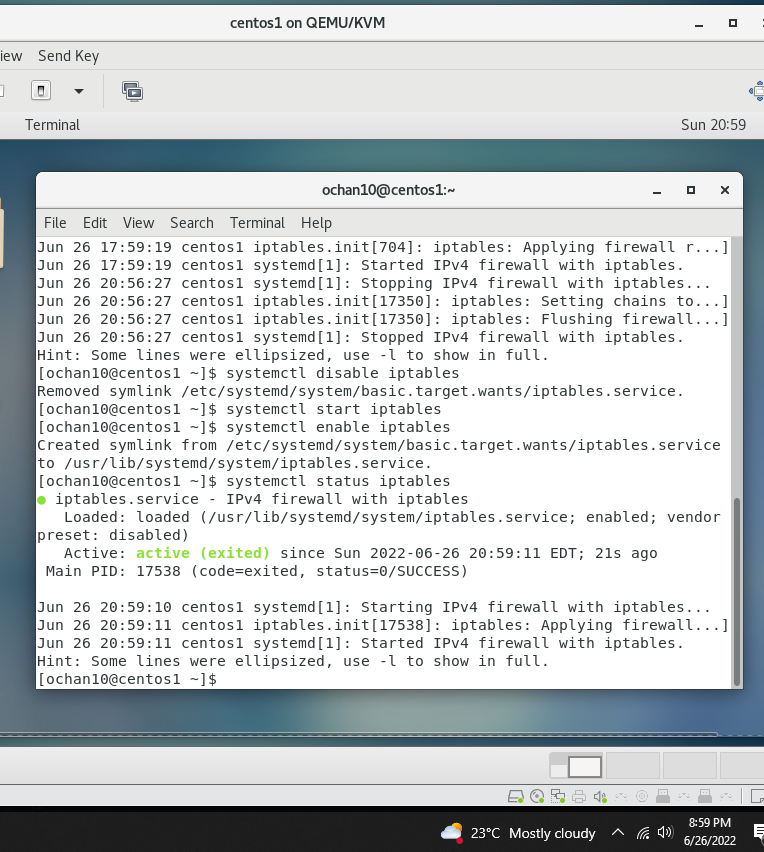 centos1 on QEMU/KVM
iew Send Key
Terminal Sun 20:59
ochan10@centos1:~
File Edit View Search Terminal Help
Jun 26 17:59:19 centos1 iptables.init[704]: iptables: Applying firewall r...]
Jun 26 17:59:19 centos1 systemd[1]: Started IPv4 firewall with iptables.
Jun 26 20:56:27 centos1 systemd[1]: Stopping IPv4 firewall with iptables...
Jun 26 20:56:27 centos1 iptables.init[17350]: iptables: Setting chains to...]
Jun 26 20:56:27 centos1 iptables.init[17350]: iptables: Flushing firewall...]
Jun 26 20:56:27 centos1 systemd[1]: Stopped IPv4 firewall with iptables.
Hint: Some lines were ellipsized, use -l to show in full.
[ochan10@centos1 ~]$ systemctl disable iptables
Removed symlink /etc/systemd/system/basic.target.wants/iptables.service.
[ochan10@centos1 ~]$ systemctl start iptables
[ochan10@centos1 ~]$ systemctl enable iptables
Created symlink from /etc/systemd/system/basic.target.wants/iptables.service
to /usr/lib/systemd/system/iptables.service.
[ochan10@centos1 ~]$ systemctl status iptables
● iptables.service - IPv4 firewall with iptables
Loaded: loaded (/usr/lib/systemd/system/iptables.service; enabled; vendor
preset: disabled)
Active: active (exited) since Sun 2022-06-26 20:59:11 EDT; 21s ago
Main PID: 17538 (code=exited, status=0/SUCCESS)
Jun 26 20:59:10 centos1 systemd[1]: Starting IPv4 firewall with iptables...
Jun 26 20:59:11 centos1 iptables.init[17538]: iptables: Applying firewall...]
Jun 26 20:59:11 centos1 systemd[1]: Started IPv4 firewall with iptables.
Hint: Some lines were ellipsized, use -l to show in full.
[ochan10@centos1 ~]$
23°C Mostly cloudy
8:59 PM
6/26/2022